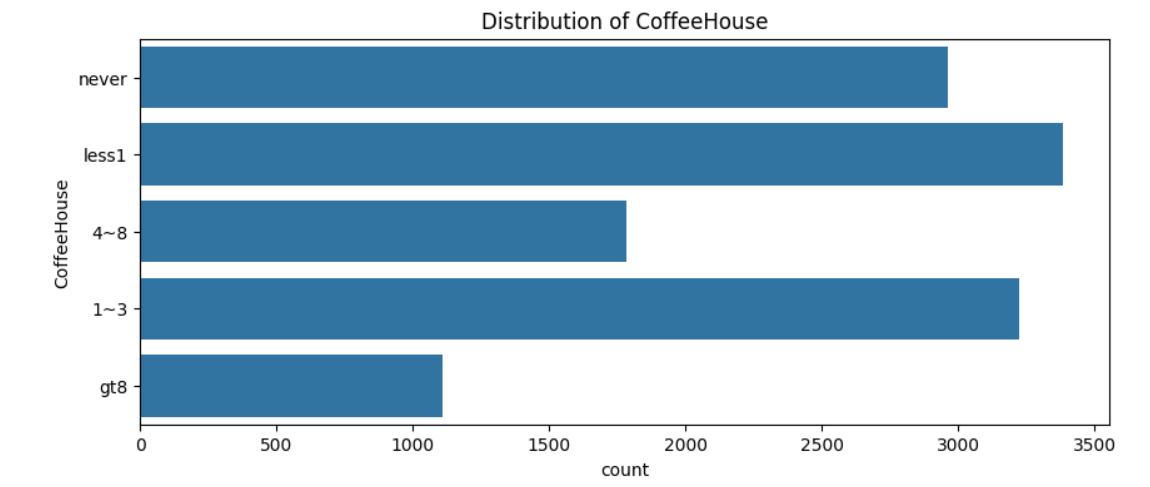 Distribution of CoffeeHouse
never
less1
4~8
1~3
gt8
CoffeeHouse
0 500 1000 1500 2000 2500 3000 3500
count